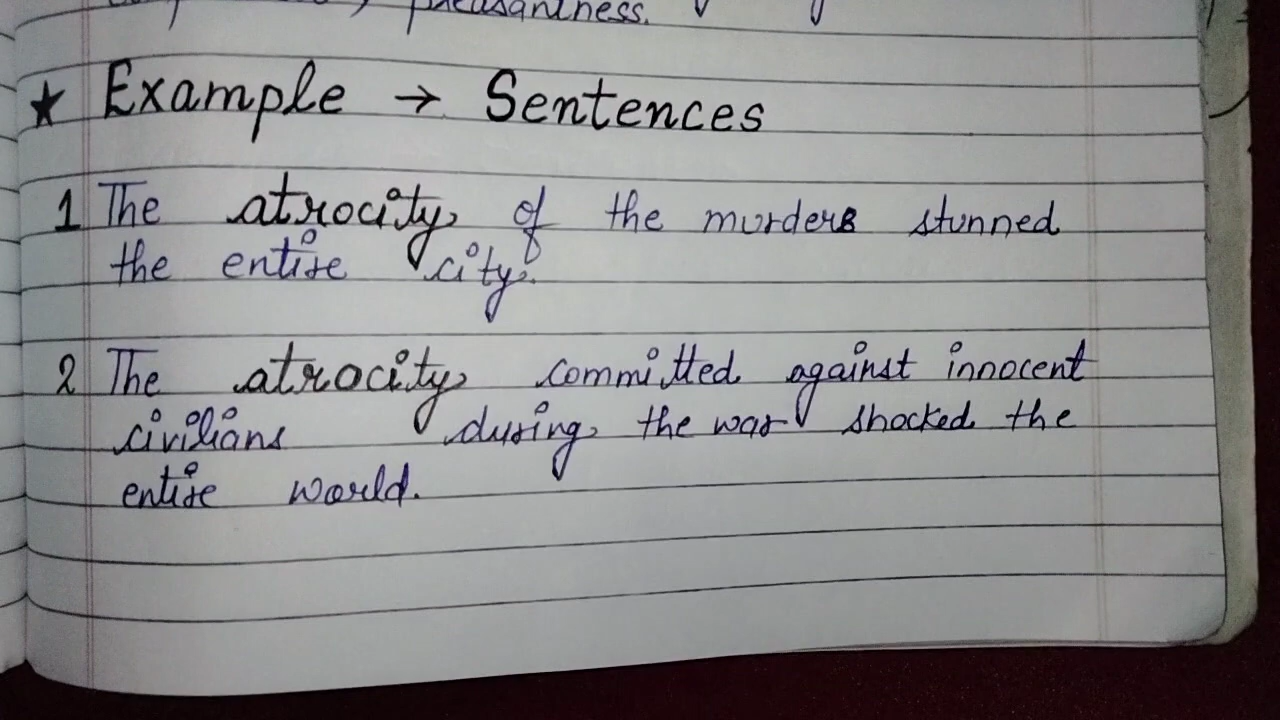 pleasantness.
★ Example → Sentences
1 The atrocity of the murders stunned
the entire city.
2 The atrocity committed against innocent
civilians during the war shocked the
entire world.